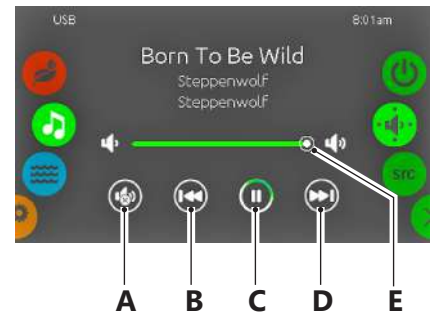 USB 8:01am
Born To Be Wild
Steppenwolf
Steppenwolf
src
A B C D E